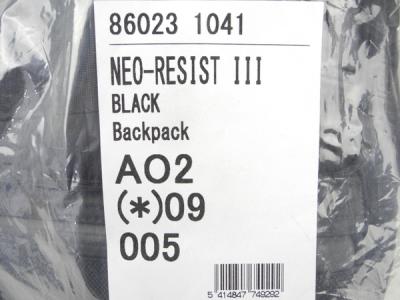 86023 1041
NEO-RESIST III
BLACK
Backpack
AO2
(*)09
005
5 414847 749292